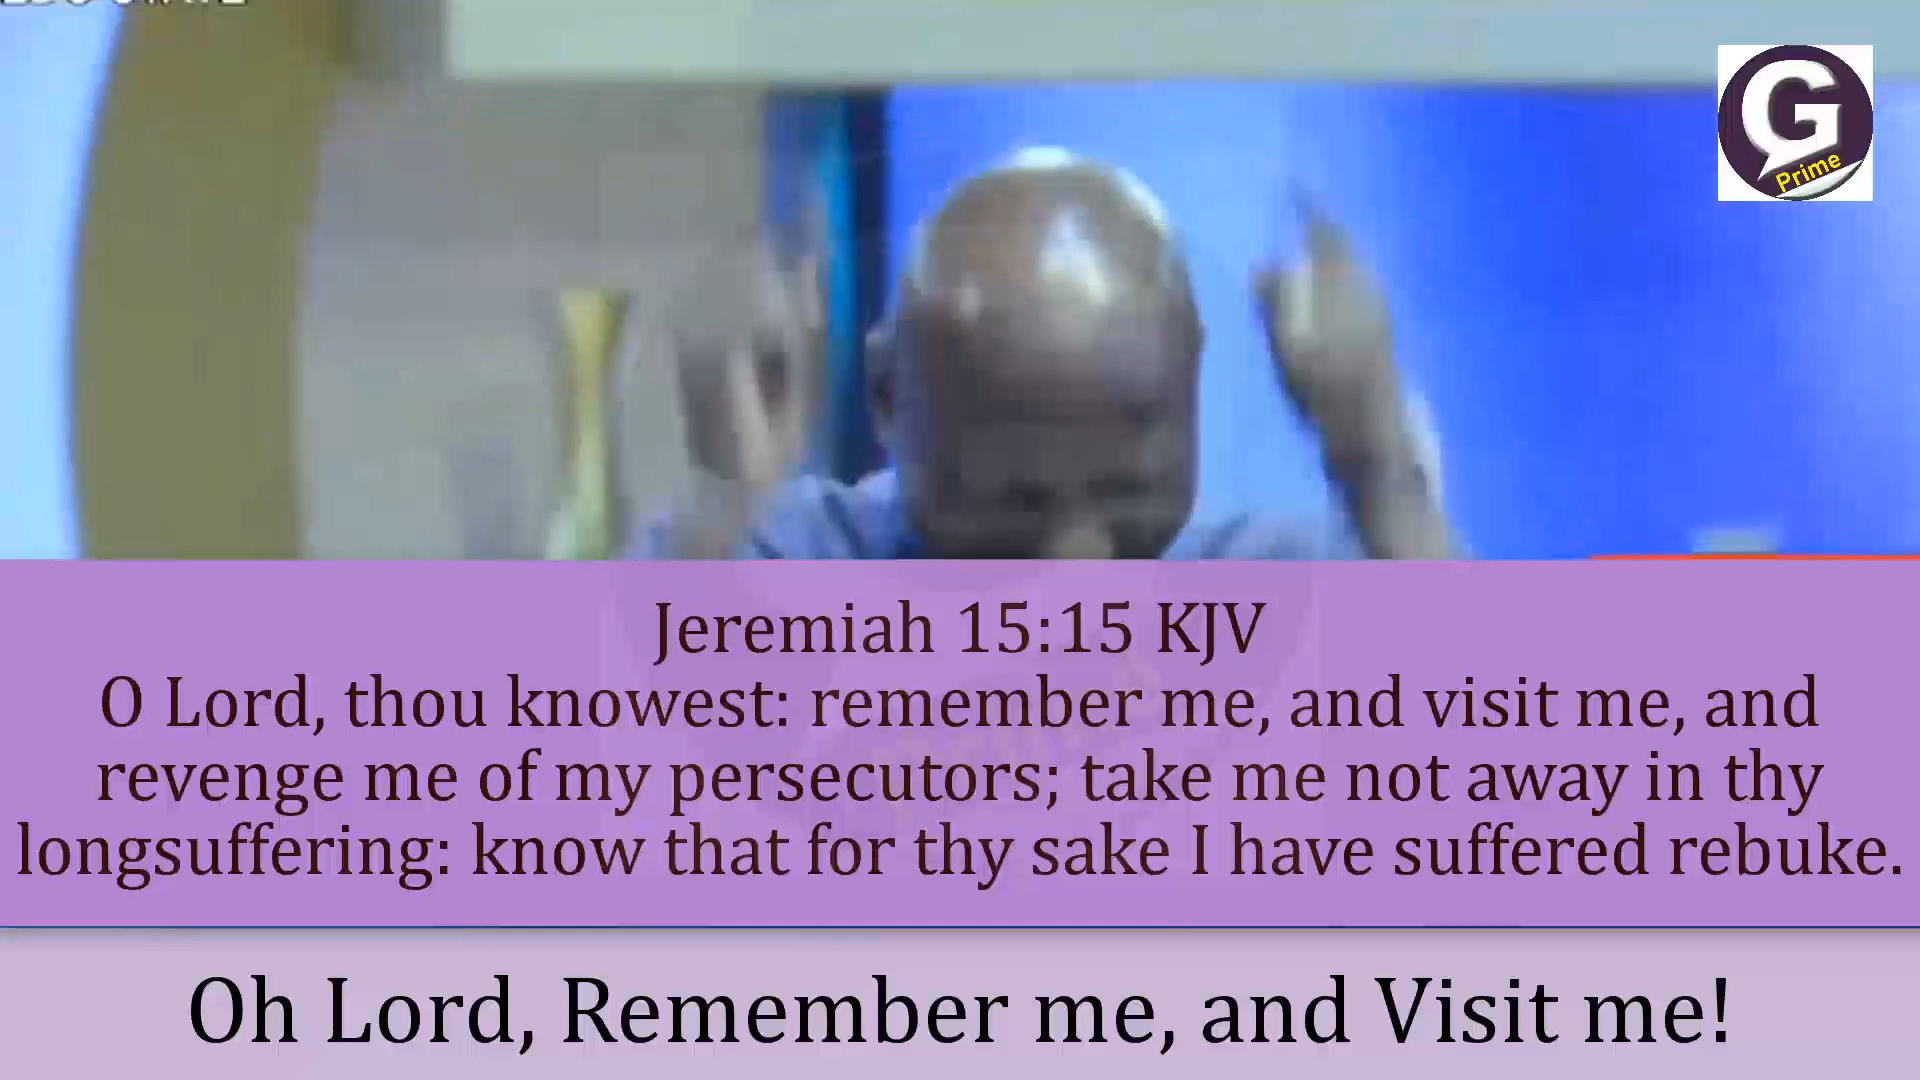 G
Prime
Jeremiah 15:15 KJV
O Lord, thou knowest: remember me, and visit me, and
revenge me of my persecutors; take me not away in thy
longsuffering: know that for thy sake I have suffered rebuke.
Oh Lord, Remember me, and Visit me!